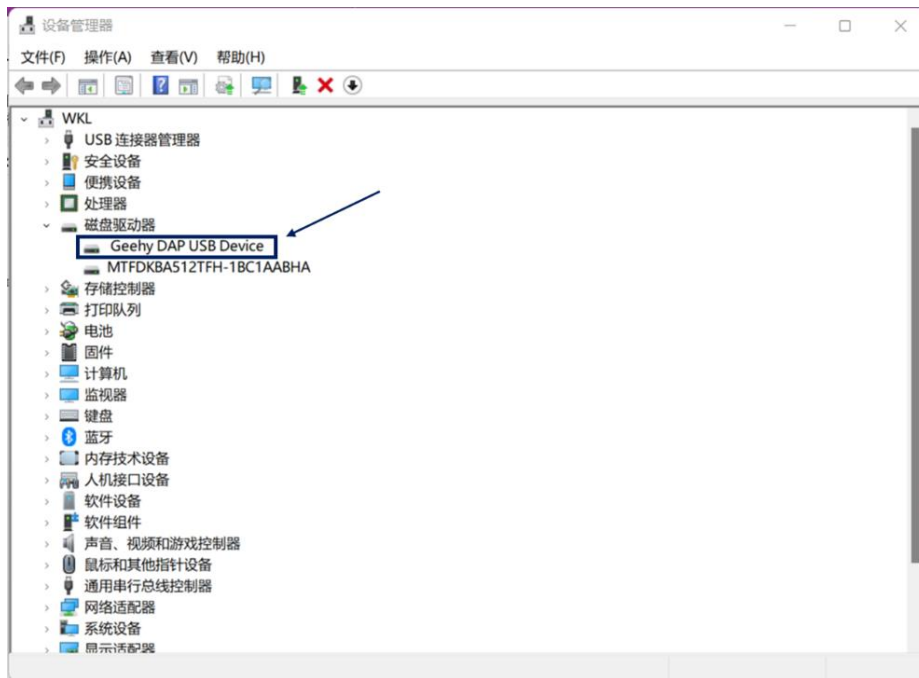 设备管理器
文件(F) 操作(A) 查看(V) 帮助(H)
WKL
USB 连接器管理器
安全设备
便携设备
处理器
磁盘驱动器
Geehy DAP USB Device
MTFDKBA512TFH-1BC1AABHA
存储控制器
打印队列
电池
固件
计算机
监视器
键盘
蓝牙
内存技术设备
人机接口设备
软件设备
软件组件
声音、视频和游戏控制器
鼠标和其他指针设备
通用串行总线控制器
网络适配器
系统设备
显示适配器